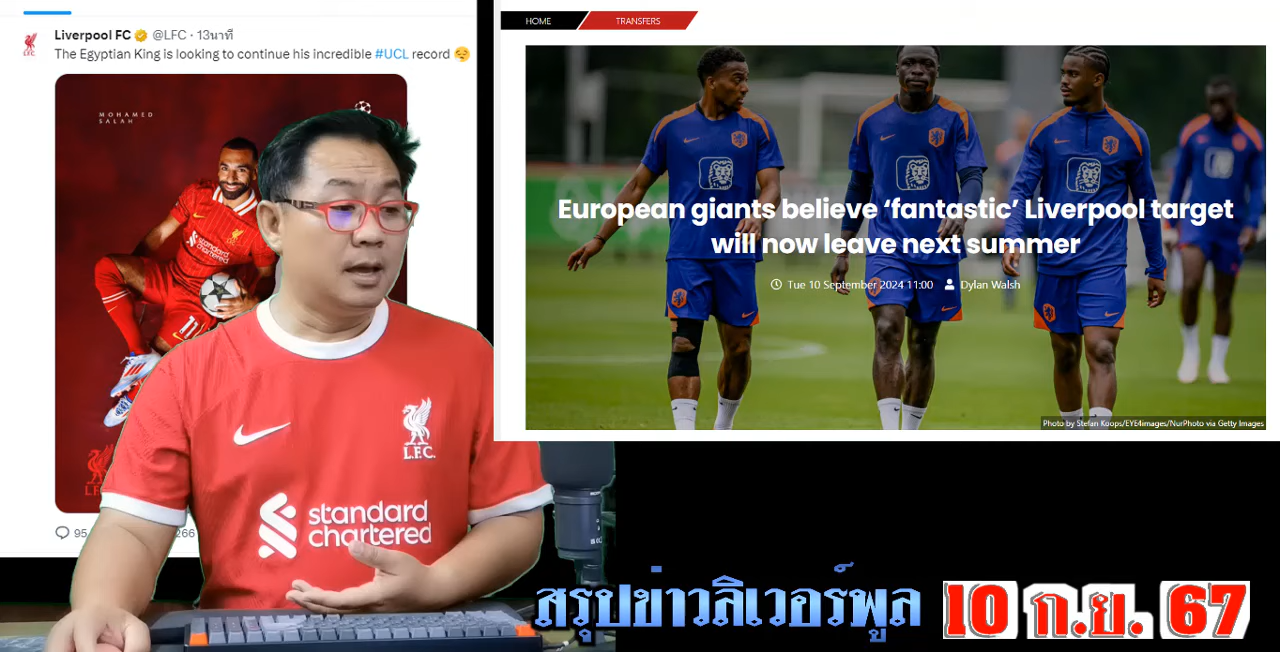 Liverpool FC @LFC · 13นาที
The Egyptian King is looking to continue his incredible #UCL record
MOHAMED
SALAH
11
standard
chartered
95
266
L.F.C.
standard
chartered
HOME
TRANSFERS
European giants believe ‘fantastic’ Liverpool target
will now leave next summer
Tue 10 September 2024 11:00 Dylan Walsh
Photo by Stefan Koops/EYE4images/NurPhoto via Getty Images
สรุปข่าวลิเวอร์พูล 10 ก.ย. 67